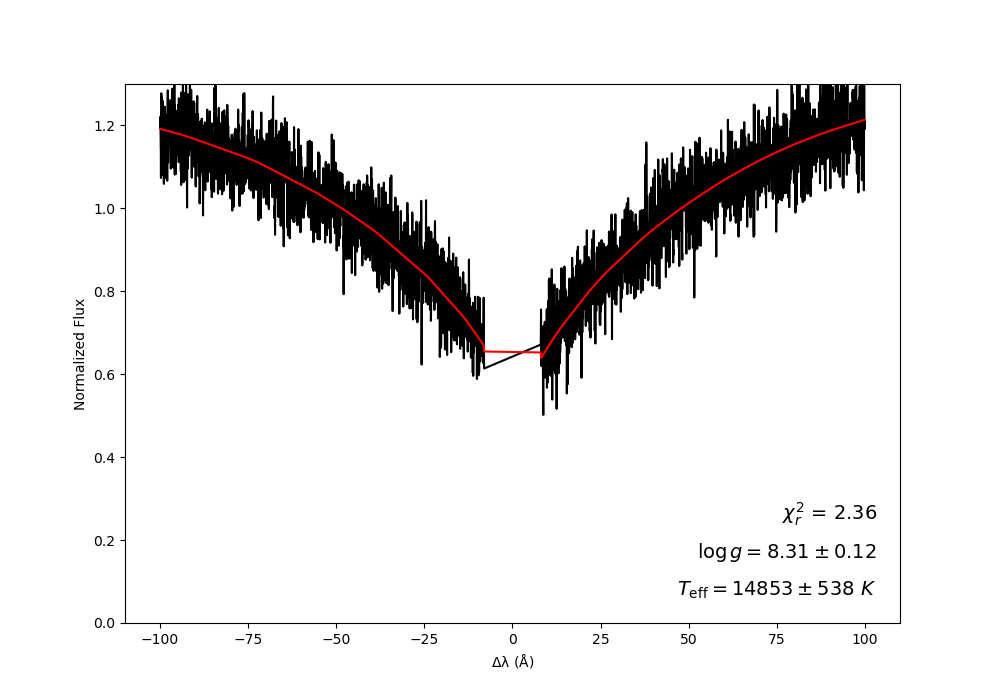 1.2
1.0
0.8
0.6
0.4
0.2
0.0
Normalized Flux
χ²ᵣ = 2.36
log g = 8.31 ± 0.12
T_eff = 14853 ± 538 K
−100 −75 −50 −25 0 25 50 75 100
Δλ (Å)